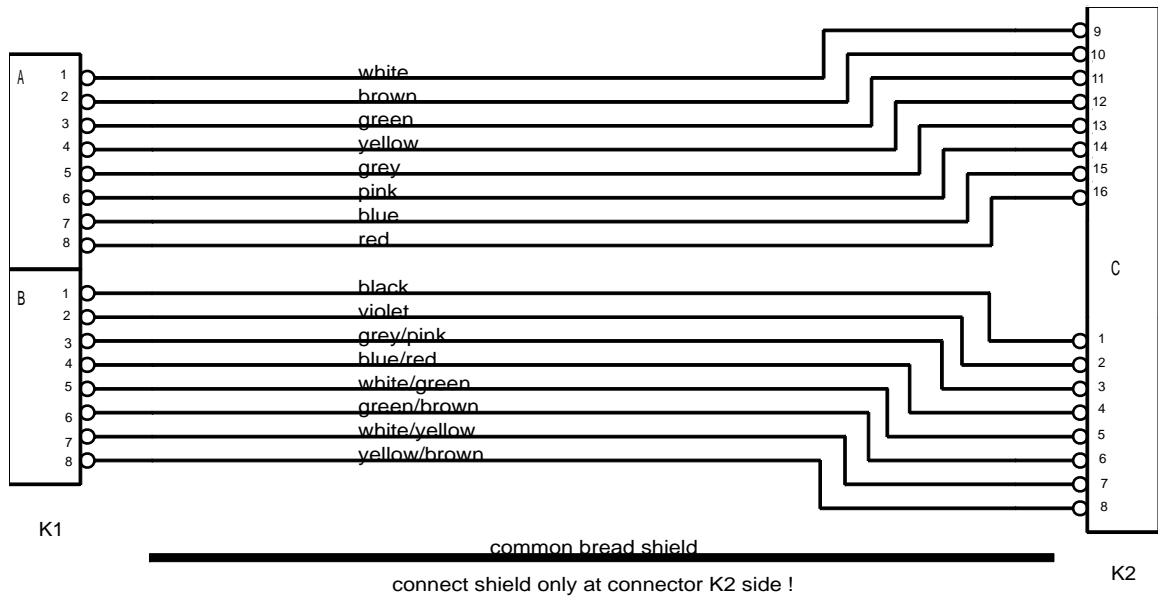 A
1 white 9
2 brown 10
3 green 11
4 yellow 12
5 grey 13
6 pink 14
7 blue 15
8 red 16
C
B
1 black 1
2 violet 2
3 grey/pink 3
4 blue/red 4
5 white/green 5
6 green/brown 6
7 white/yellow 7
8 yellow/brown 8
K1
common bread shield
K2
connect shield only at connector K2 side !